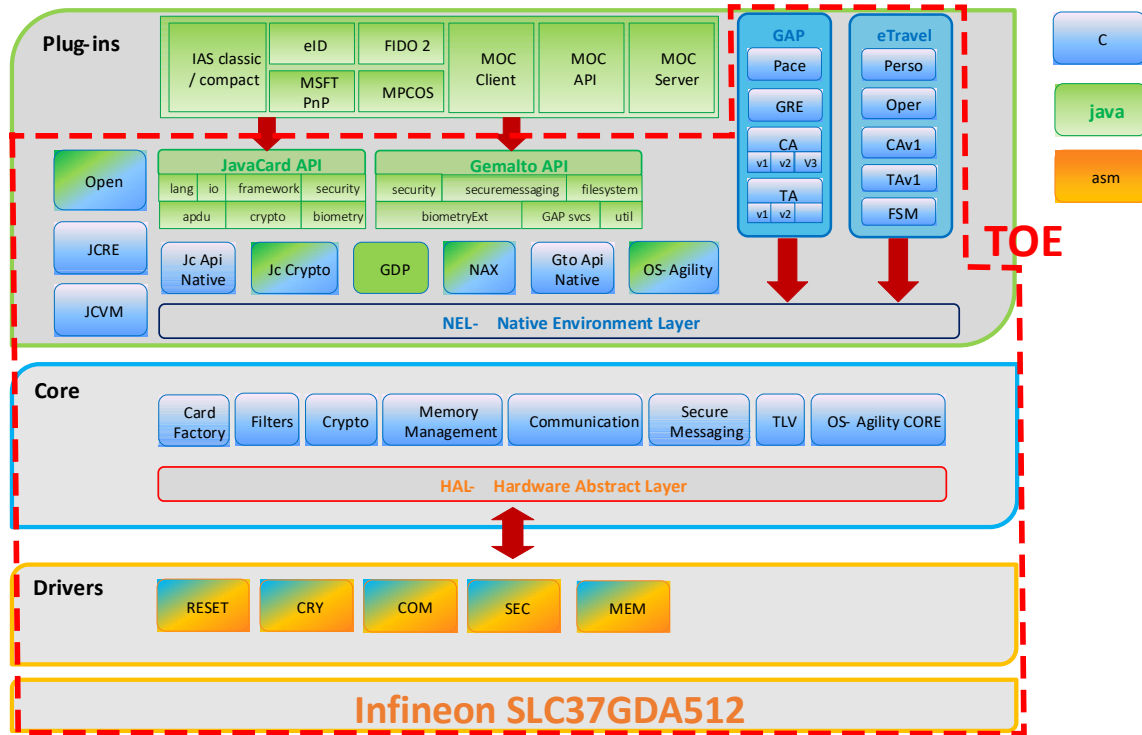 Plug-ins
IAS classic
/ compact
eID
FIDO 2
MSFT
PnP
MPCOS
MOC
Client
MOC
API
MOC
Server
GAP
Pace
GRE
CA
v1 v2 V3
TA
v1 v2
eTravel
Perso
Oper
CAv1
TAv1
FSM
C
java
asm
TOE
Open
JCRE
JCVM
JavaCard API
lang io framework security
apdu crypto biometry
Gemalto API
security securemessaging filesystem
biometryExt GAP svcs util
Jc Api
Native
Jc Crypto
GDP
NAX
Gto Api
Native
OS- Agility
NEL- Native Environment Layer
Core
Card
Factory
Filters
Crypto
Memory
Management
Communication
Secure
Messaging
TLV
OS- Agility CORE
HAL- Hardware Abstract Layer
Drivers
RESET
CRY
COM
SEC
MEM
Infineon SLC37GDA512